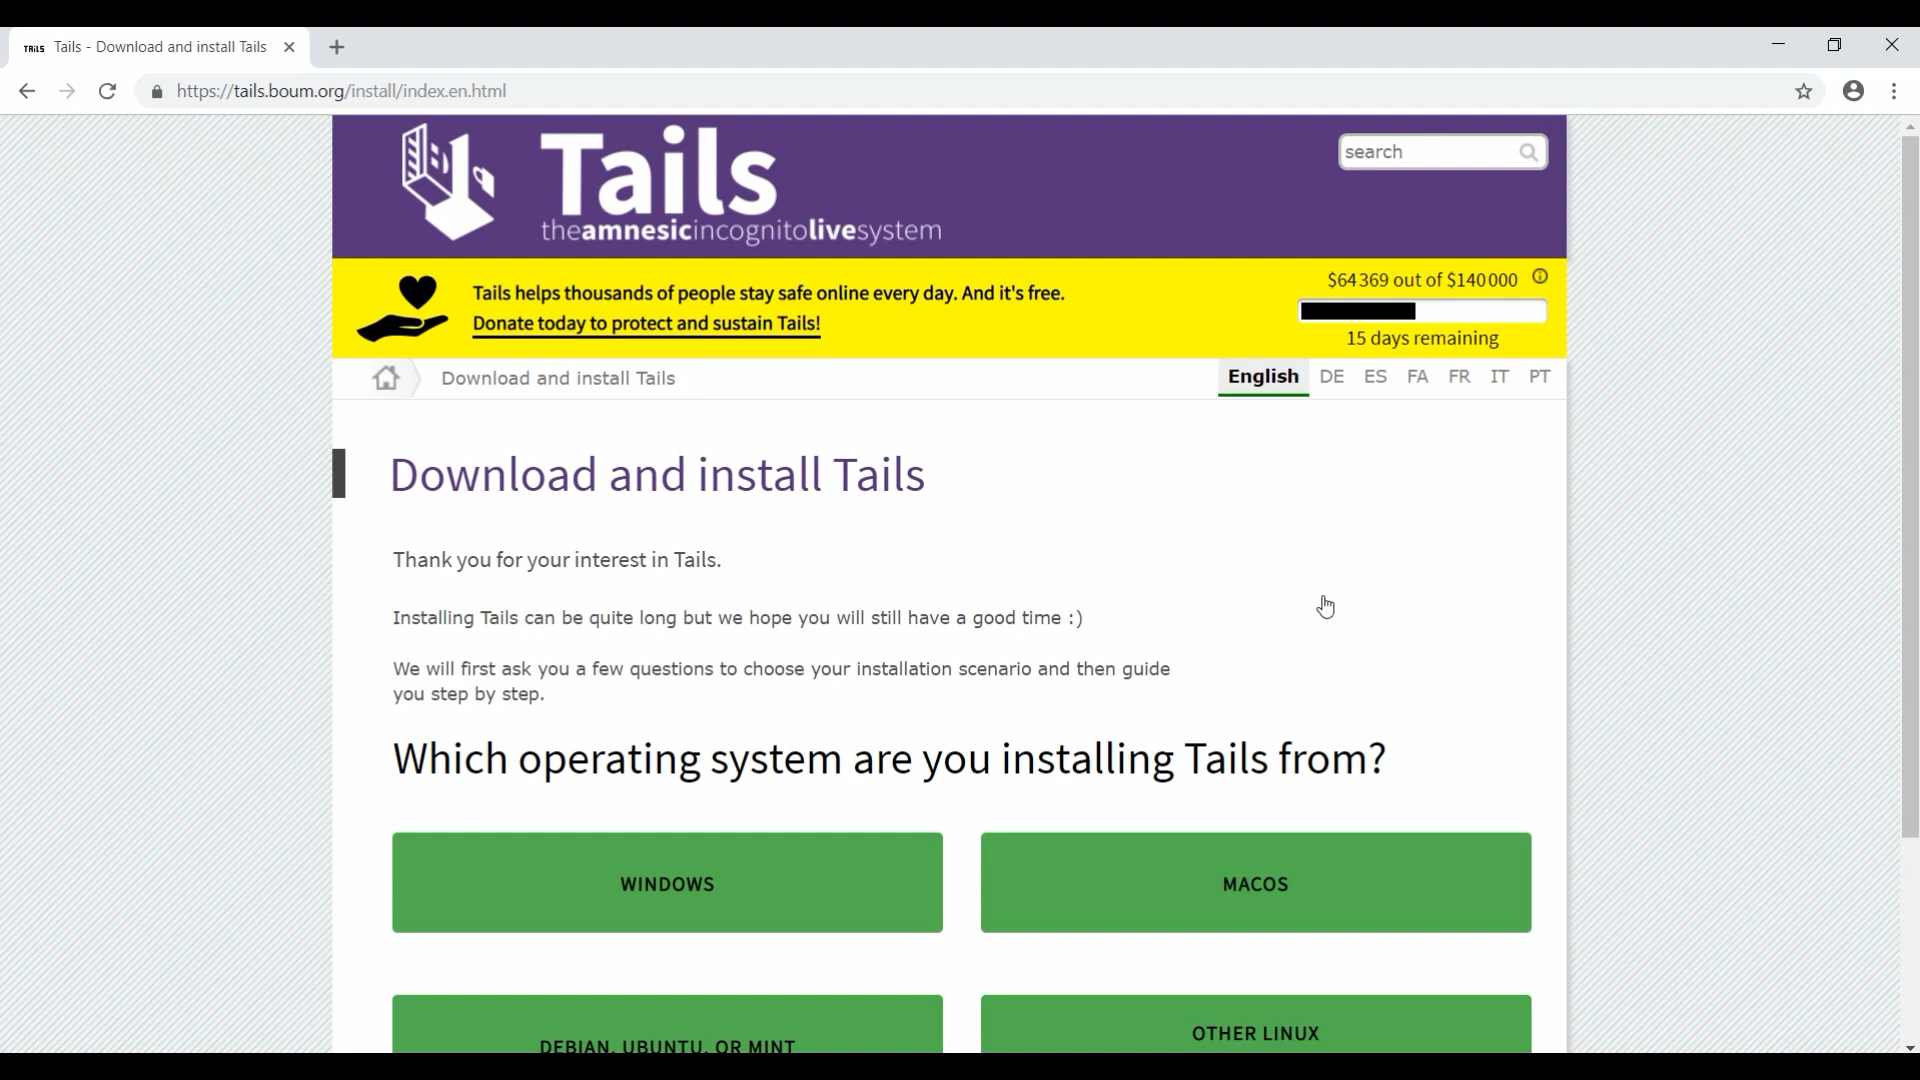 TAILS Tails - Download and install Tails
https://tails.boum.org/install/index.en.html
Tails
theamnesicincognitolivesystem
search
Tails helps thousands of people stay safe online every day. And it's free.
Donate today to protect and sustain Tails!
$64 369 out of $140 000
15 days remaining
Download and install Tails
English DE ES FA FR IT PT
Download and install Tails
Thank you for your interest in Tails.
Installing Tails can be quite long but we hope you will still have a good time :)
We will first ask you a few questions to choose your installation scenario and then guide
you step by step.
Which operating system are you installing Tails from?
WINDOWS
MACOS
DEBIAN, UBUNTU, OR MINT
OTHER LINUX